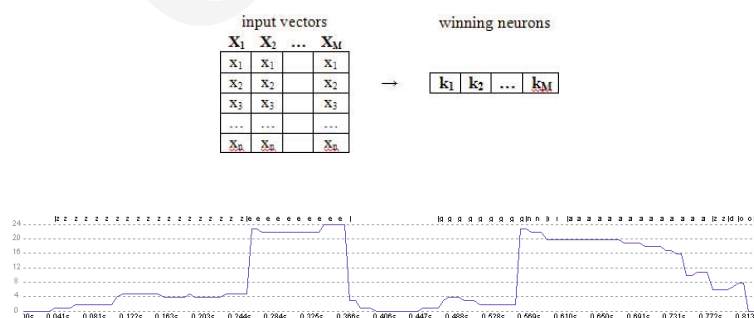 input vectors
winning neurons
X1 X2 ... XM
x1 x1 x1
x2 x2 x2
x3 x3 x3
... ... ...
xn xn xn
→
k1 k2 ... kM
24
20
16
12
8
4
0s 0.041s 0.081s 0.122s 0.163s 0.203s 0.244s 0.284s 0.325s 0.366s 0.406s 0.447s 0.488s 0.528s 0.569s 0.610s 0.650s 0.691s 0.731s 0.772s 0.813